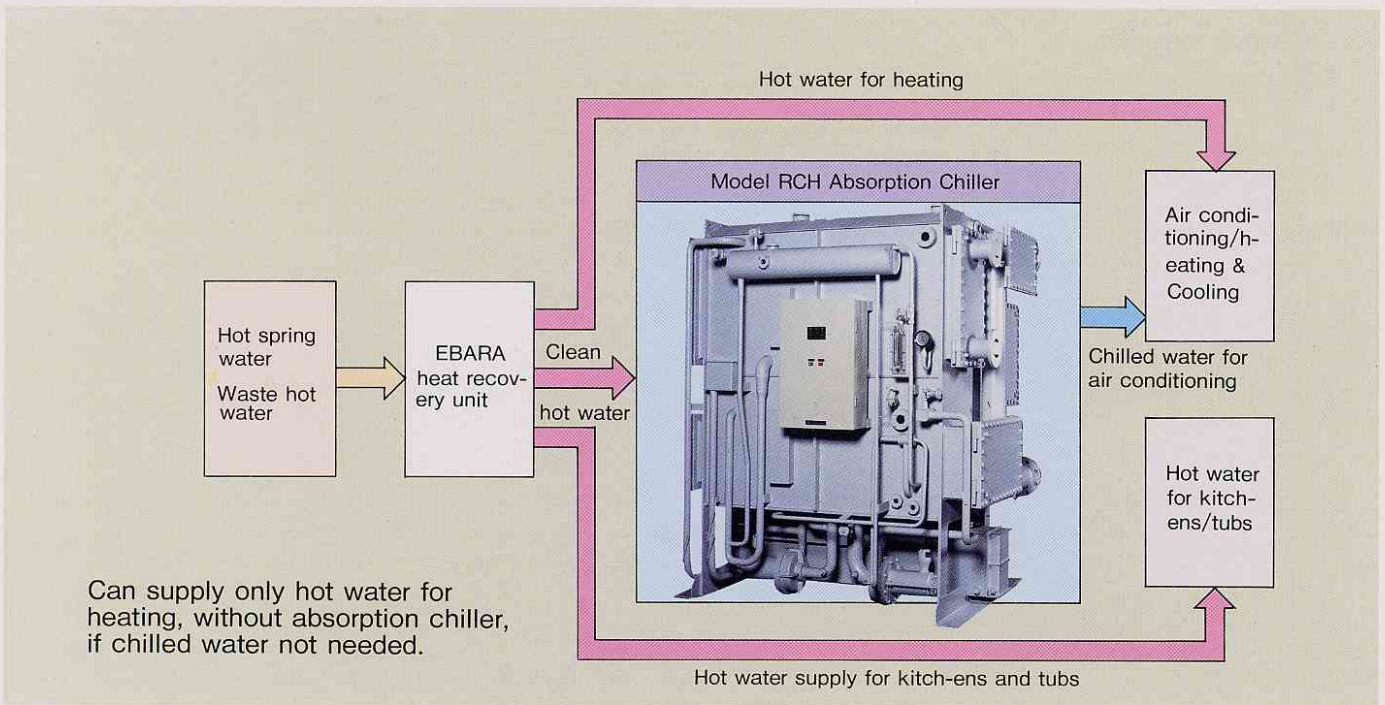 Hot water for heating
Model RCH Absorption Chiller
Air condi-
tioning/h-
eating &
Cooling
Hot spring
water
Waste hot
water
EBARA
heat recov-
ery unit
Clean
hot water
Chilled water for
air conditioning
Hot water
for kitch-
ens/tubs
Can supply only hot water for
heating, without absorption chiller,
if chilled water not needed.
Hot water supply for kitch-ens and tubs